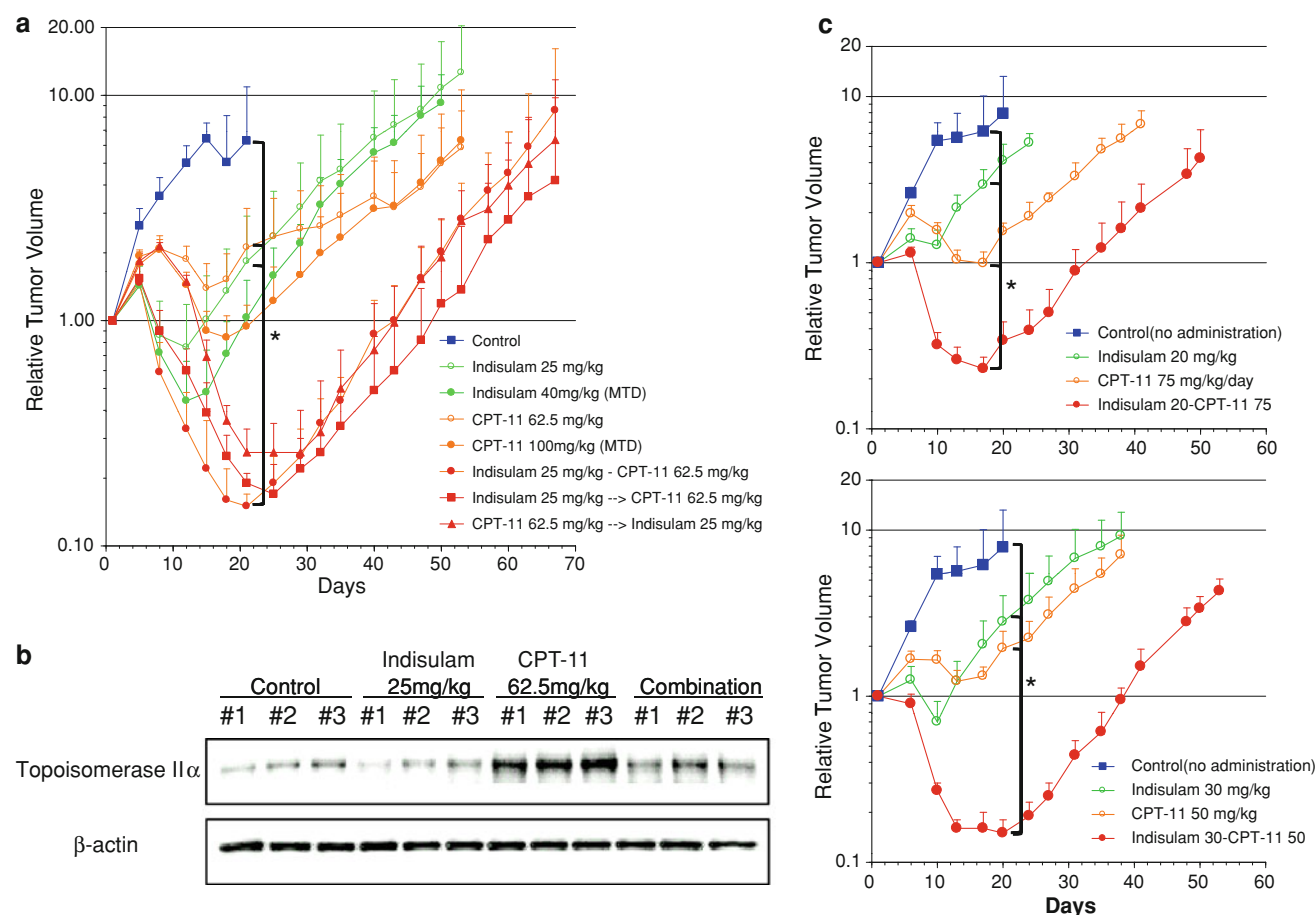 a
20.00
10.00
1.00
0.10
Relative Tumor Volume
0 10 20 30 40 50 60 70
Days
*
Control
Indisulam 25 mg/kg
Indisulam 40mg/kg (MTD)
CPT-11 62.5 mg/kg
CPT-11 100mg/kg (MTD)
Indisulam 25 mg/kg - CPT-11 62.5 mg/kg
Indisulam 25 mg/kg --> CPT-11 62.5 mg/kg
CPT-11 62.5 mg/kg --> Indisulam 25 mg/kg
b
Control
Indisulam
25mg/kg
CPT-11
62.5mg/kg
Combination
#1 #2 #3 #1 #2 #3 #1 #2 #3 #1 #2 #3
Topoisomerase IIα
β-actin
c
20
10
1
0.1
Relative Tumor Volume
0 10 20 30 40 50 60
*
Control(no administration)
Indisulam 20 mg/kg
CPT-11 75 mg/kg/day
Indisulam 20-CPT-11 75
20
10
1
0.1
Relative Tumor Volume
0 10 20 30 40 50 60
Days
*
Control(no administration)
Indisulam 30 mg/kg
CPT-11 50 mg/kg
Indisulam 30-CPT-11 50